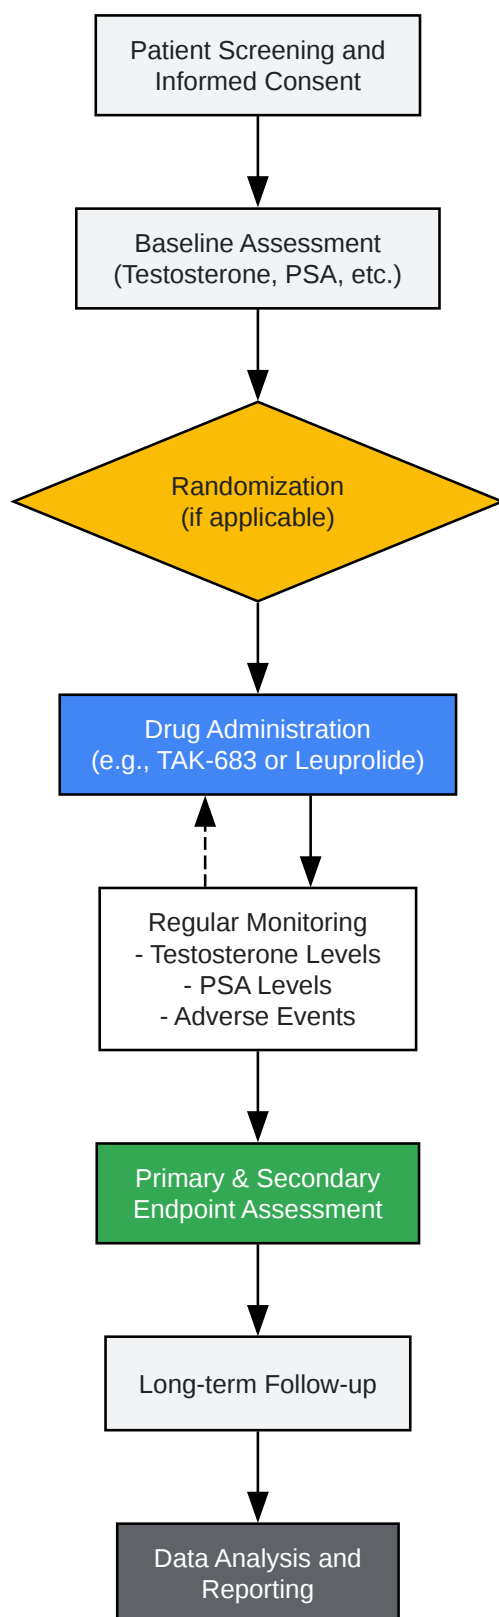 Patient Screening and
Informed Consent
Baseline Assessment
(Testosterone, PSA, etc.)
Randomization
(if applicable)
Drug Administration
(e.g., TAK-683 or Leuprolide)
Regular Monitoring
- Testosterone Levels
- PSA Levels
- Adverse Events
Primary & Secondary
Endpoint Assessment
Long-term Follow-up
Data Analysis and
Reporting